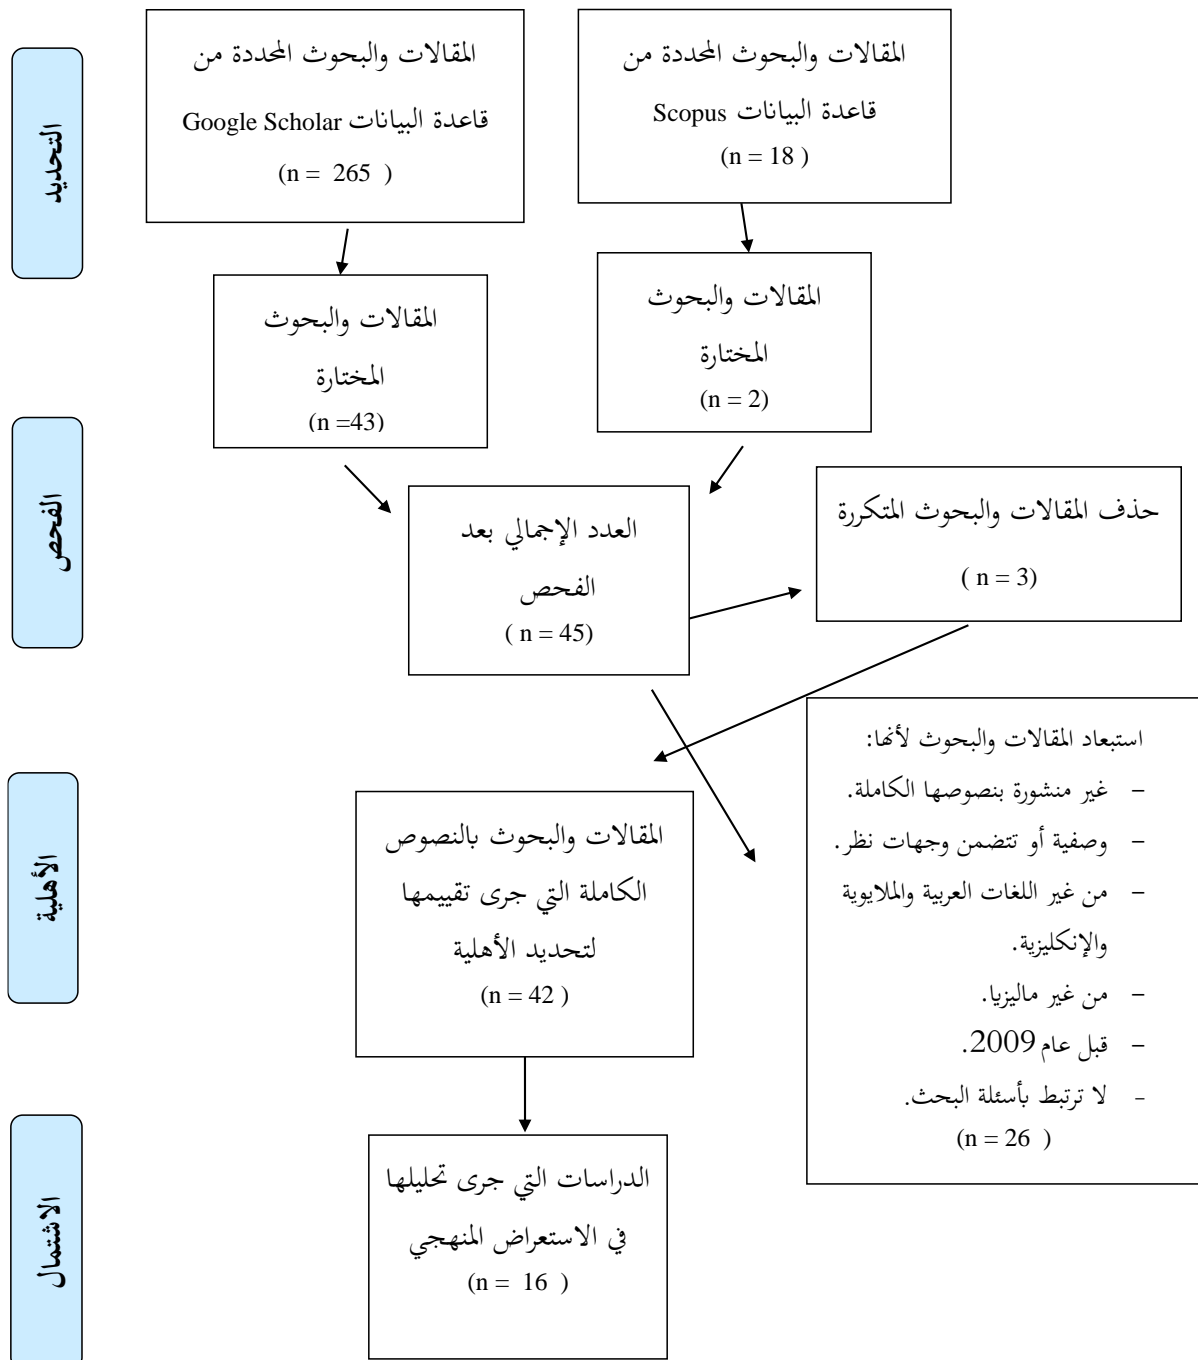 التحديد
المقالات والبحوث المحددة من
قاعدة البيانات Scopus
(n = 18 )
المقالات والبحوث المحددة من
قاعدة البيانات Google Scholar
(n = 265 )
المقالات والبحوث
المختارة
(n = 2)
المقالات والبحوث
المختارة
(n =43)
الفحص
العدد الإجمالي بعد
الفحص
( n = 45)
حذف المقالات والبحوث المتكررة
( n = 3)
الأهلية
استبعاد المقالات والبحوث لأنها:
– غير منشورة بنصوصها الكاملة.
– وصفية أو تتضمن وجهات نظر.
– من غير اللغات العربية والملايوية
والإنكليزية.
– من غير ماليزيا.
– قبل عام 2009.
- لا ترتبط بأسئلة البحث.
(n = 26 )
المقالات والبحوث بالنصوص
الكاملة التي جرى تقييمها
لتحديد الأهلية
(n = 42 )
الاشتمال
الدراسات التي جرى تحليلها
في الاستعراض المنهجي
(n = 16 )